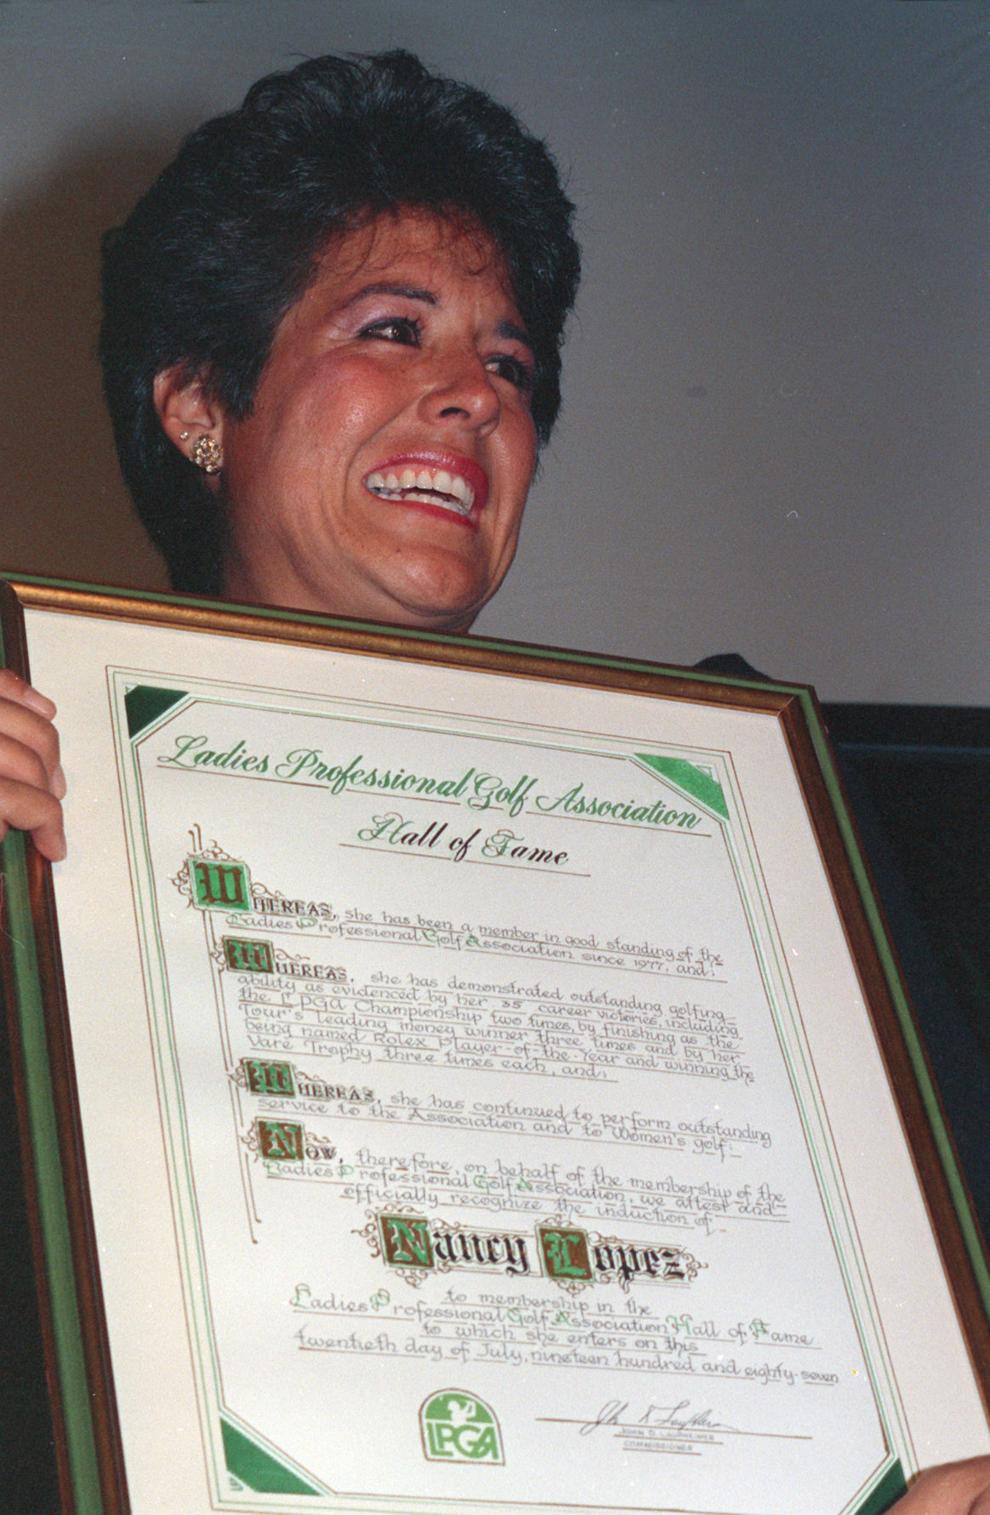 Ladies Professional Golf Association
Hall of Fame
WHEREAS, she has been a member in good standing of the
Ladies Professional Golf Association since 1977, and:
WHEREAS, she has demonstrated outstanding golfing
ability as evidenced by her 35 career victories, including
the LPGA Championship two times, by finishing as the
Tour's leading money winner three times and by her
being named Rolex Player-of-the-Year and winning the
Vare Trophy three times each, and:
WHEREAS, she has continued to perform outstanding
service to the Association and to Women's golf:
NOW, therefore, on behalf of the membership of the
Ladies Professional Golf Association, we attest and
officially recognize the induction of
Nancy Lopez
to membership in the
Ladies Professional Golf Association Hall of Fame
to which she enters on this
twentieth day of July, nineteen hundred and eighty-seven
LPGA
JOHN D. LAUPHEIMER
COMMISSIONER